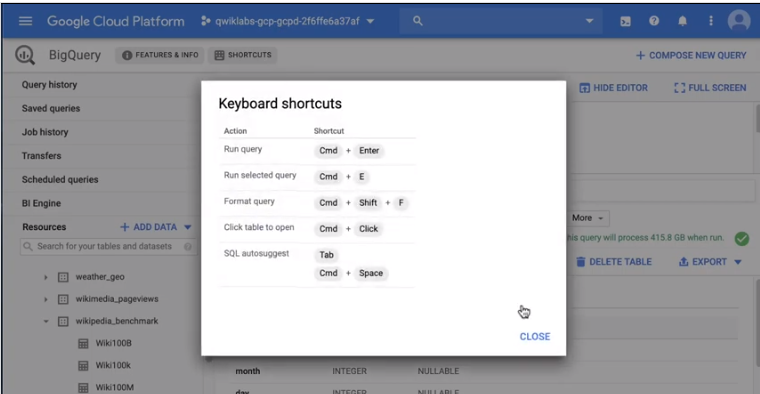 Google Cloud Platform qwiklabs-gcp-gcpd-2f6ffe6a37af
BigQuery FEATURES & INFO SHORTCUTS + COMPOSE NEW QUERY
Query history HIDE EDITOR FULL SCREEN
Saved queries
Job history
Transfers
Scheduled queries
BI Engine
Resources + ADD DATA
Search for your tables and datasets
weather_geo
wikimedia_pageviews
wikipedia_benchmark
Wiki100B
Wiki100k
Wiki100M
Keyboard shortcuts
Action Shortcut
Run query Cmd + Enter
Run selected query Cmd + E
Format query Cmd + Shift + F
Click table to open Cmd + Click
SQL autosuggest Tab
Cmd + Space
CLOSE
More
his query will process 415.8 GB when run.
DELETE TABLE EXPORT
month INTEGER NULLABLE
day INTEGER NULLABLE